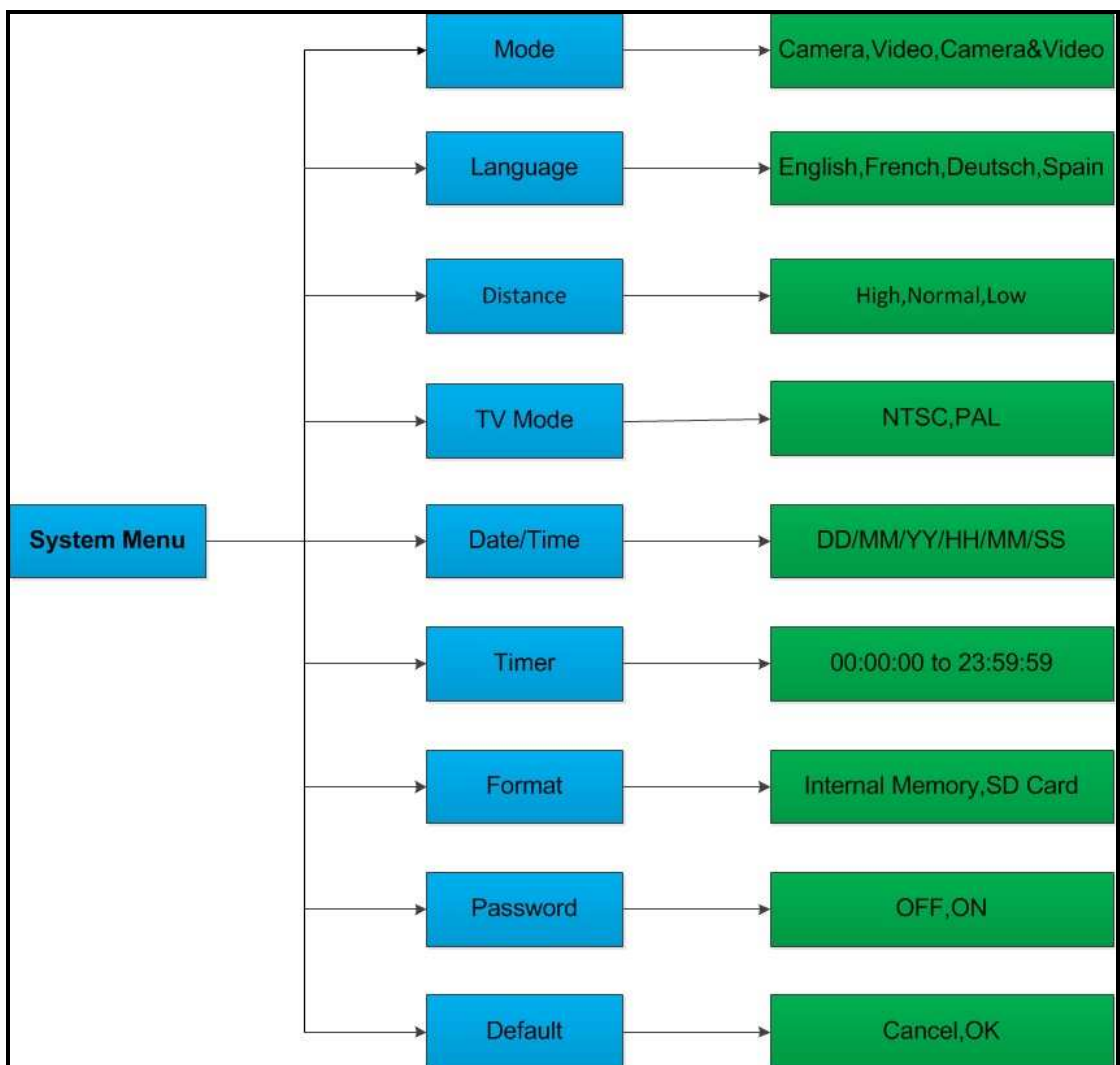 Mode
Camera,Video,Camera&Video
Language
English,French,Deutsch,Spain
Distance
High,Normal,Low
TV Mode
NTSC,PAL
System Menu
Date/Time
DD/MM/YY/HH/MM/SS
Timer
00:00:00 to 23:59:59
Format
Internal Memory,SD Card
Password
OFF,ON
Default
Cancel,OK